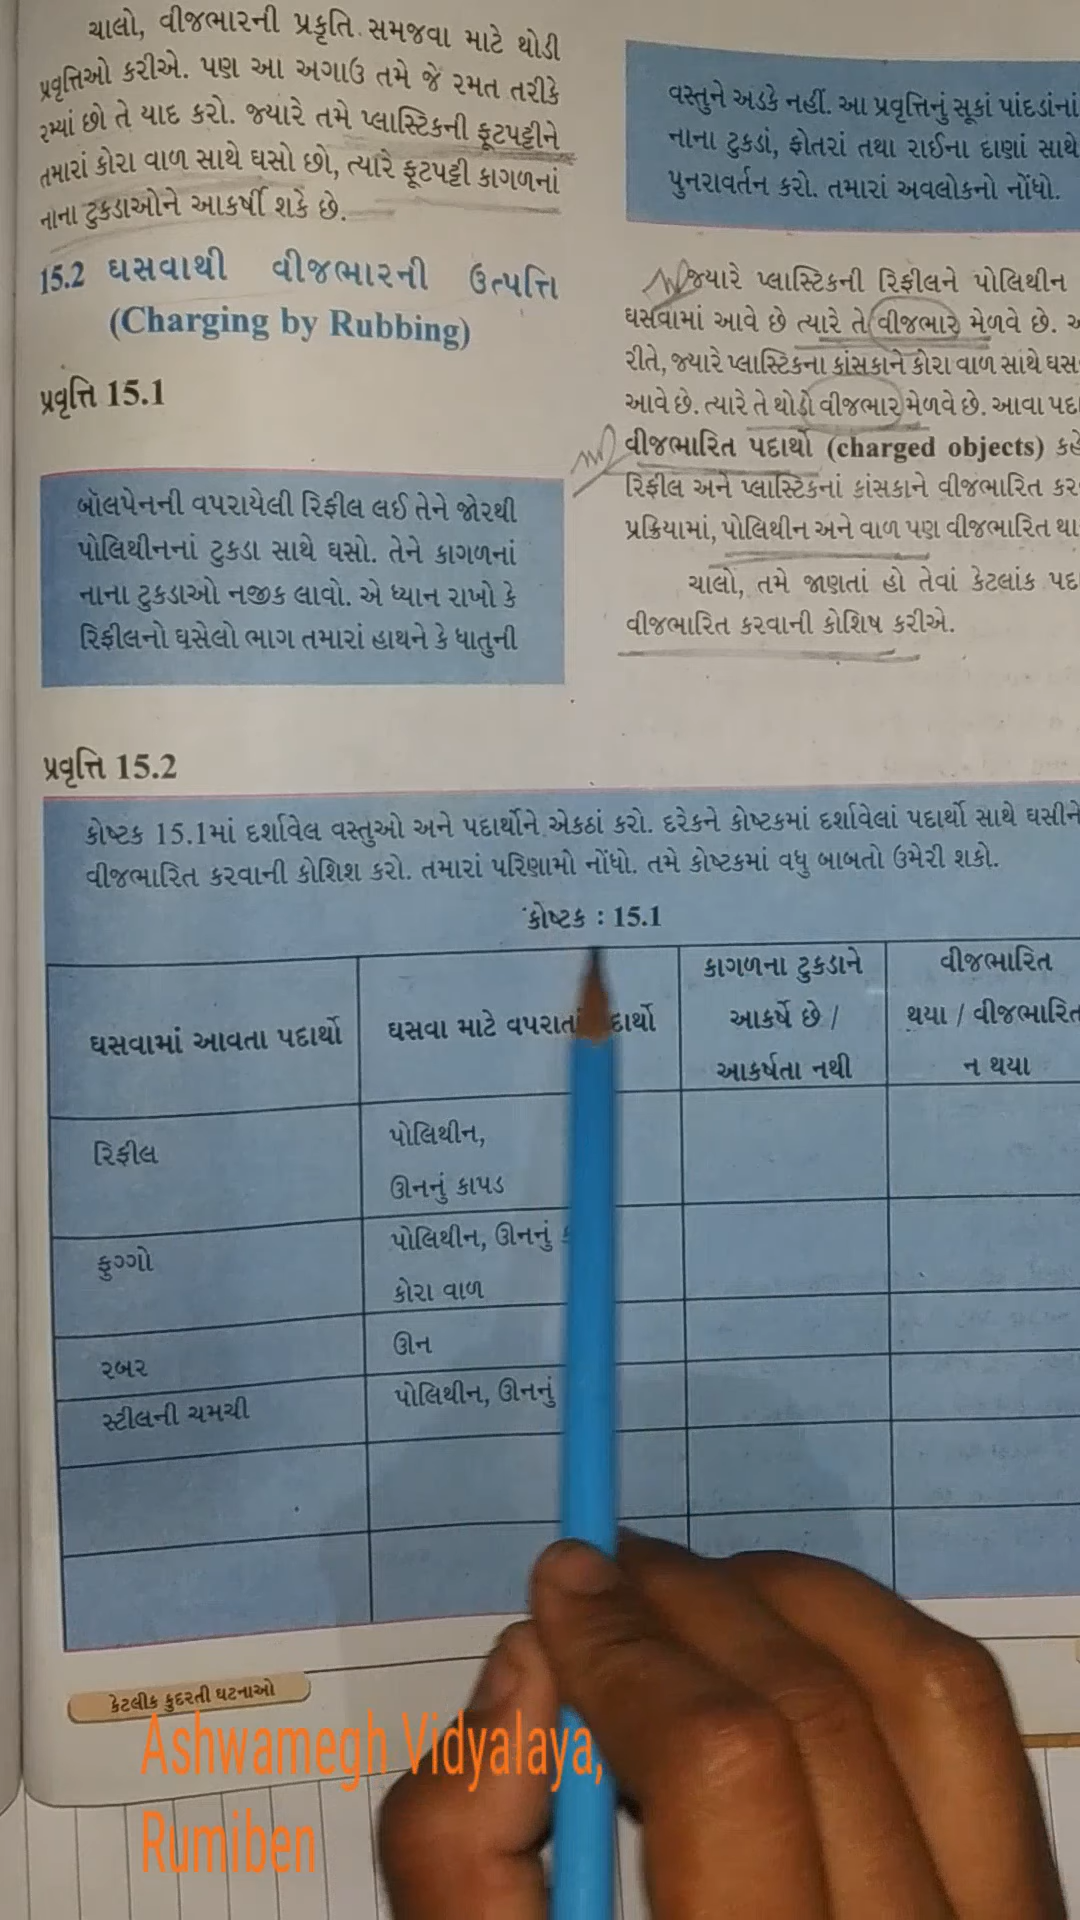 ચાલો, વીજભારની પ્રકૃતિ સમજવા માટે થોડી
પ્રવૃત્તિઓ કરીએ. પણ આ અગાઉ તમે જે રમત તરીકે
રમ્યાં છો તે યાદ કરો. જ્યારે તમે પ્લાસ્ટિકની ફૂટપટ્ટીને
તમારાં કોરા વાળ સાથે ઘસો છો, ત્યારે ફૂટપટ્ટી કાગળનાં
નાના ટુકડાઓને આકર્ષી શકે છે.
15.2 ઘસવાથી વીજભારની ઉત્પત્તિ
(Charging by Rubbing)
પ્રવૃત્તિ 15.1
બૉલપેનની વપરાયેલી રિફીલ લઈ તેને જોરથી
પોલિથીનનાં ટુકડા સાથે ઘસો. તેને કાગળનાં
નાના ટુકડાઓ નજીક લાવો. એ ધ્યાન રાખો કે
રિફીલનો ઘસેલો ભાગ તમારાં હાથને કે ધાતુની
વસ્તુને અડકે નહીં. આ પ્રવૃત્તિનું સૂકાં પાંદડાંનાં
નાના ટુકડાં, ફોતરાં તથા રાઈના દાણાં સાથે
પુનરાવર્તન કરો. તમારાં અવલોકનો નોંધો.
જ્યારે પ્લાસ્ટિકની રિફીલને પોલિથીન
ઘસવામાં આવે છે ત્યારે તે વીજભાર મેળવે છે.
રીતે, જ્યારે પ્લાસ્ટિકના કાંસકાને કોરા વાળ સાથે
આવે છે. ત્યારે તે થોડો વીજભાર મેળવે છે. આવા
વીજભારિત પદાર્થો (charged objects)
રિફીલ અને પ્લાસ્ટિકનાં કાંસકાને વીજભારિત
પ્રક્રિયામાં, પોલિથીન અને વાળ પણ વીજભારિત
ચાલો, તમે જાણતાં હો તેવાં કેટલાંક
વીજભારિત કરવાની કોશિષ કરીએ.
પ્રવૃત્તિ 15.2
કોષ્ટક 15.1માં દર્શાવેલ વસ્તુઓ અને પદાર્થોને એકઠાં કરો. દરેકને કોષ્ટકમાં દર્શાવેલાં પદાર્થો સાથે ઘસીને
વીજભારિત કરવાની કોશિશ કરો. તમારાં પરિણામો નોંધો. તમે કોષ્ટકમાં વધુ બાબતો ઉમેરી શકો.
કોષ્ટક : 15.1
ઘસવામાં આવતા પદાર્થો
ઘસવા માટે વપરાતાં
કાગળના ટુકડાને
આકર્ષે છે /
આકર્ષતા નથી
વીજભારિત
થયા / વીજભારિત
ન થયા
રિફીલ
પોલિથીન,
ઊનનું કાપડ
ફુગ્ગો
પોલિથીન, ઊનનું
કોરા વાળ
રબર
ઊન
સ્ટીલની ચમચી
પોલિથીન, ઊનનું
કેટલીક કુદરતી ઘટનાઓ
Ashwamegh Vidyalaya,
Rumiben